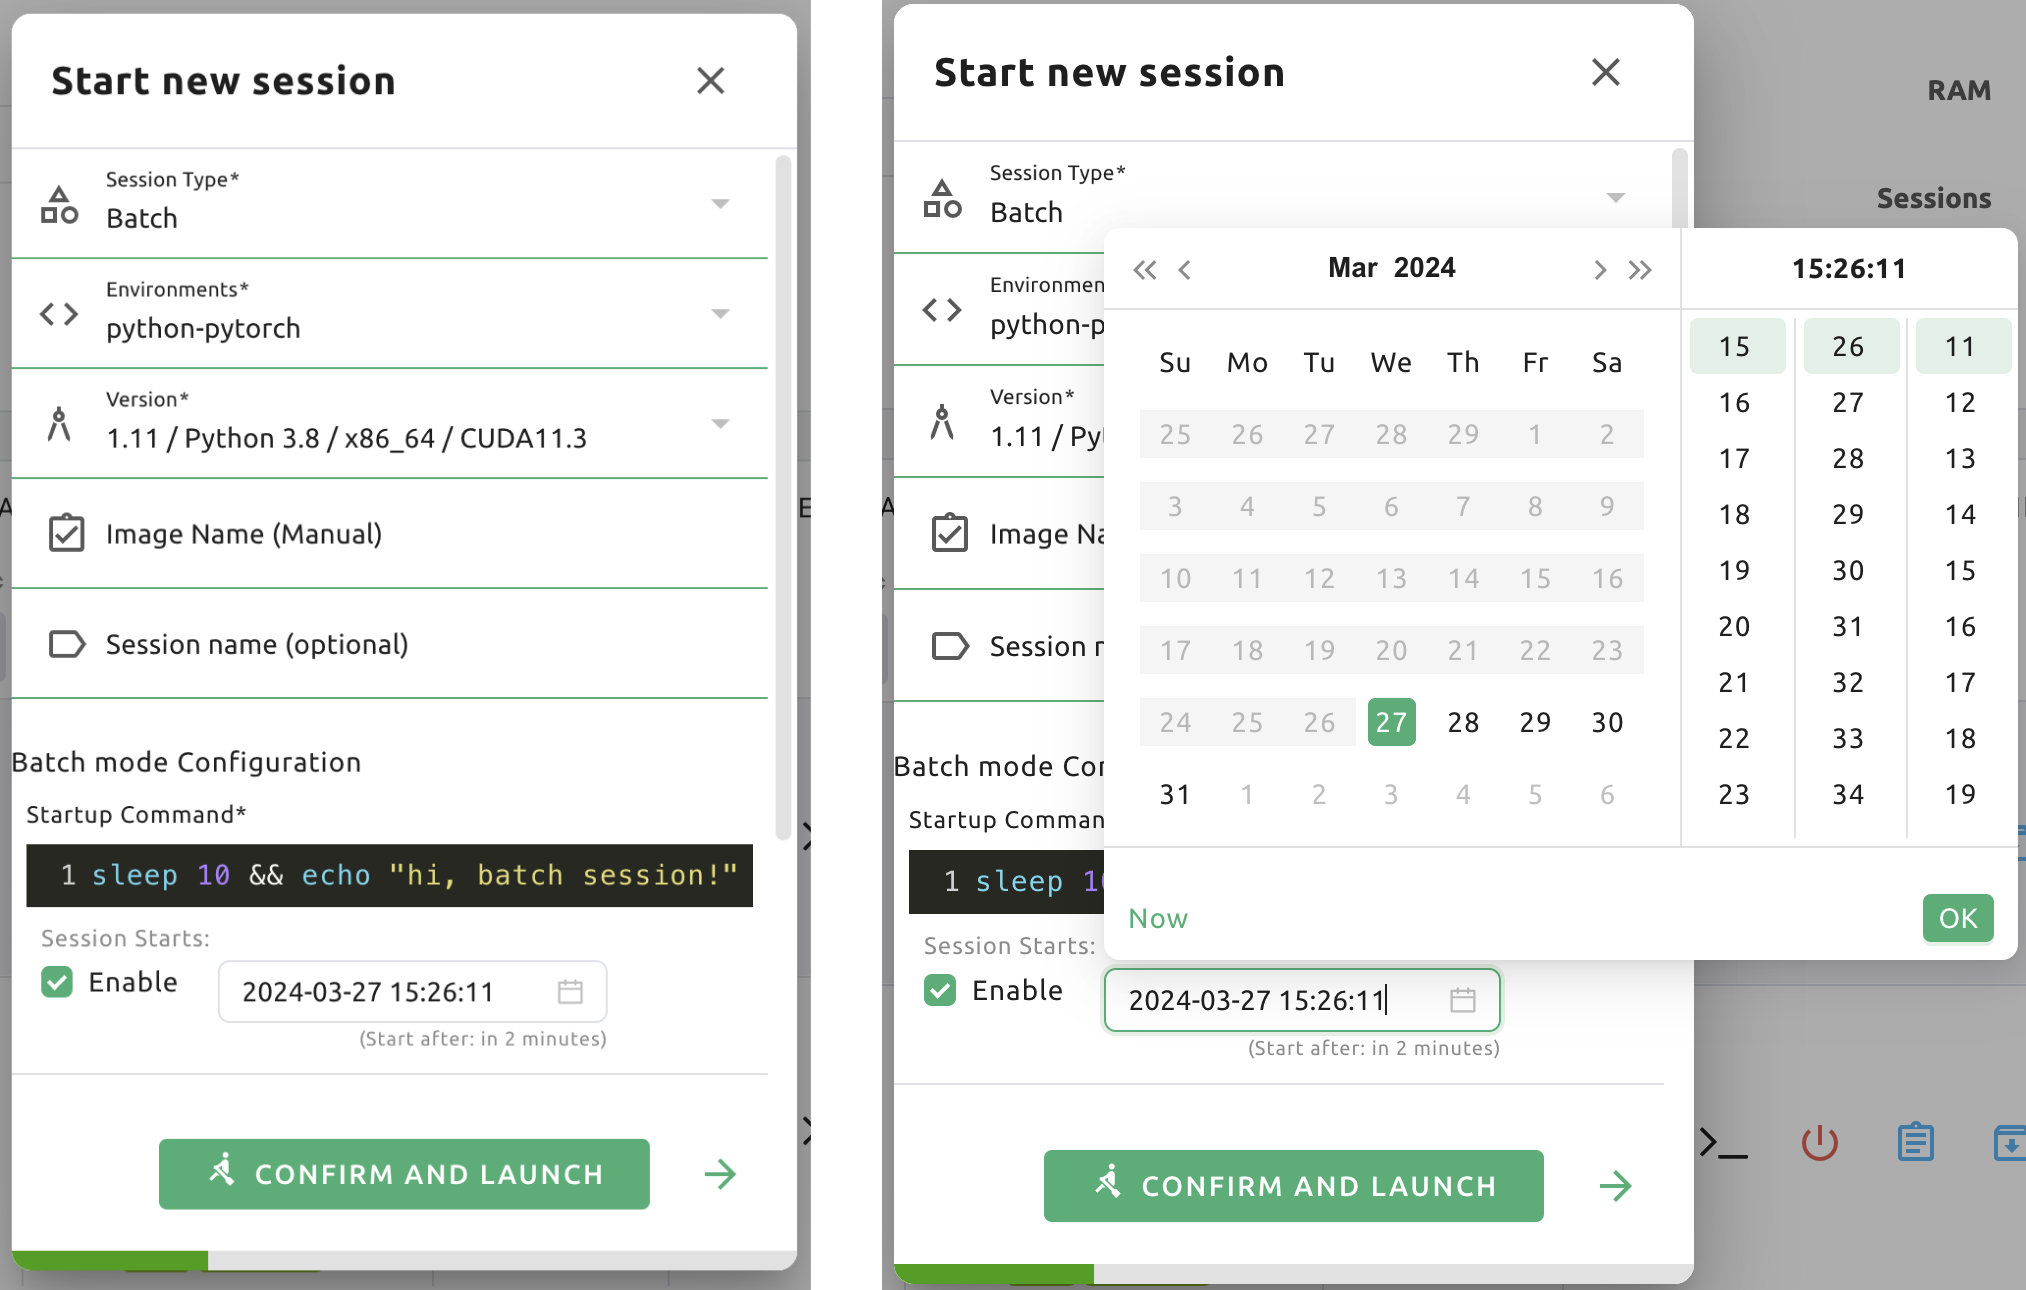 Start new session
Session Type*
Batch
Environments*
python-pytorch
Version*
1.11 / Python 3.8 / x86_64 / CUDA11.3
Image Name (Manual)
Session name (optional)
Batch mode Configuration
Startup Command*
1 sleep 10 && echo "hi, batch session!"
Session Starts:
Enable
2024-03-27 15:26:11
(Start after: in 2 minutes)
CONFIRM AND LAUNCH
Start new session
RAM
Sessions
Session Type*
Batch
Environmen
python-p
Version*
1.11 / Py
Image Na
Session n
Batch mode Con
Startup Comman
1 sleep 10
Session Starts:
Enable
2024-03-27 15:26:11
(Start after: in 2 minutes)
CONFIRM AND LAUNCH
Mar 2024
Su Mo Tu We Th Fr Sa
25 26 27 28 29 1 2
3 4 5 6 7 8 9
10 11 12 13 14 15 16
17 18 19 20 21 22 23
24 25 26 27 28 29 30
31 1 2 3 4 5 6
15:26:11
15 26 11
16 27 12
17 28 13
18 29 14
19 30 15
20 31 16
21 32 17
22 33 18
23 34 19
Now
OK